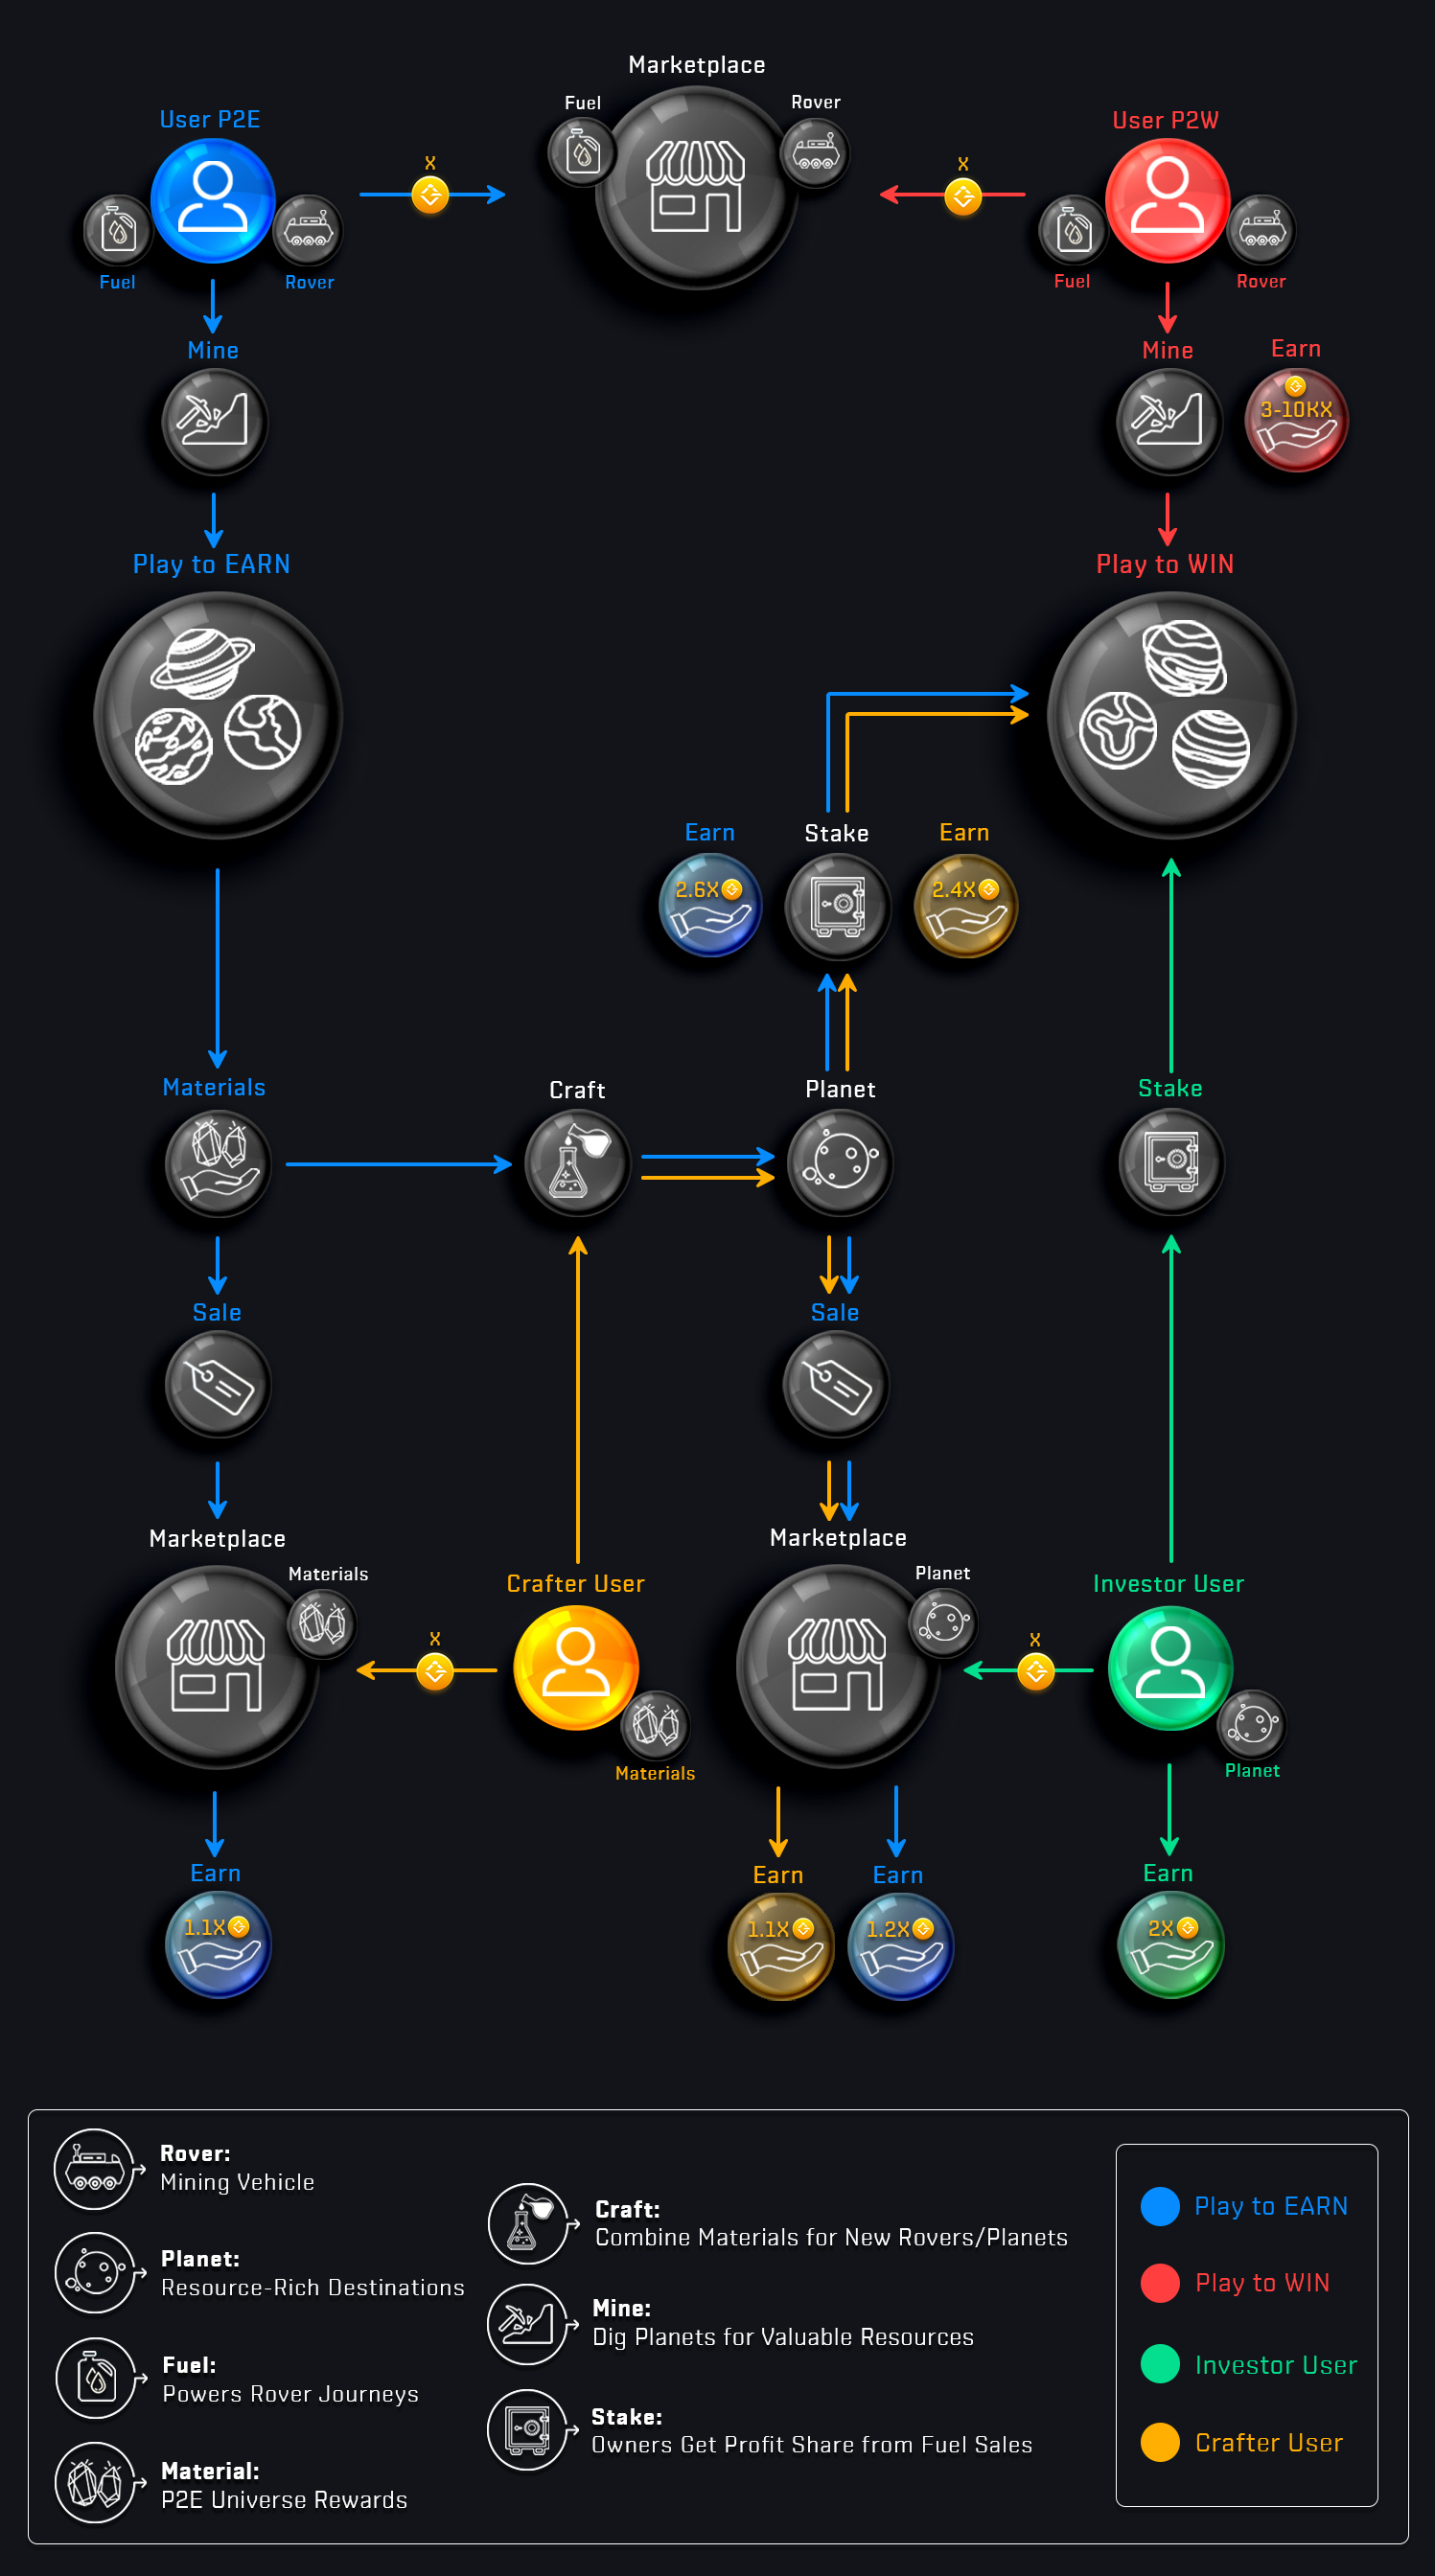 Marketplace
Fuel
Rover
User P2E
User P2W
X
X
Fuel
Rover
Fuel
Rover
Mine
Mine
Earn
3-10KX
Play to EARN
Play to WIN
Earn
Stake
Earn
2.6X
2.4X
Materials
Craft
Planet
Stake
Sale
Sale
Marketplace
Materials
Crafter User
Marketplace
Planet
Investor User
X
X
Materials
Planet
Earn
Earn
Earn
Earn
1.1X
1.1X
1.2X
2X
Rover:
Mining Vehicle
Planet:
Resource-Rich Destinations
Fuel:
Powers Rover Journeys
Material:
P2E Universe Rewards
Craft:
Combine Materials for New Rovers/Planets
Mine:
Dig Planets for Valuable Resources
Stake:
Owners Get Profit Share from Fuel Sales
Play to EARN
Play to WIN
Investor User
Crafter User